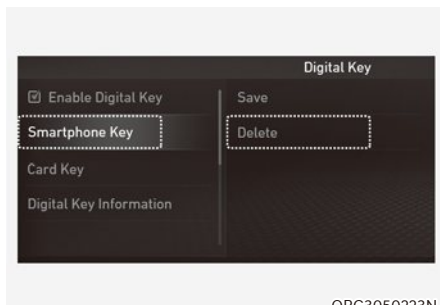 Digital Key
Enable Digital Key
Save
Smartphone Key
Delete
Card Key
Digital Key Information